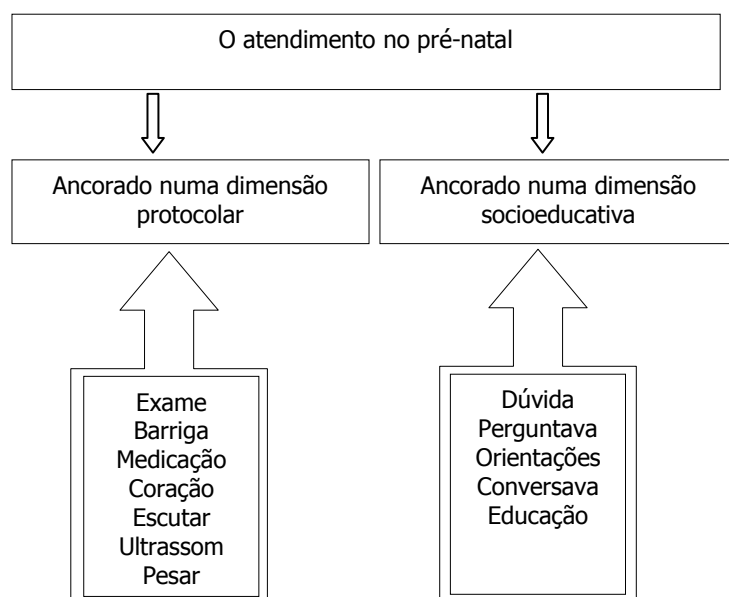 O atendimento no pré-natal
Ancorado numa dimensão
protocolar
Ancorado numa dimensão
socioeducativa
Exame
Barriga
Medicação
Coração
Escutar
Ultrassom
Pesar
Dúvida
Perguntava
Orientações
Conversava
Educação